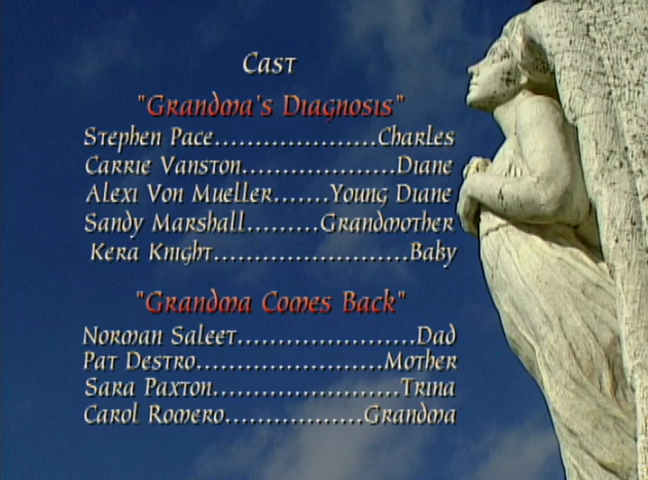 Cast
"Grandma's Diagnosis"
Stephen Pace....................Charles
Carrie Vanston...................Diane
Alexi Von Mueller.......Young Diane
Sandy Marshall.........Grandmother
Kera Knight........................Baby
"Grandma Comes Back"
Norman Saleet......................Dad
Pat Destro.......................Mother
Sara Paxton.......................Trina
Carol Romero.................Grandma